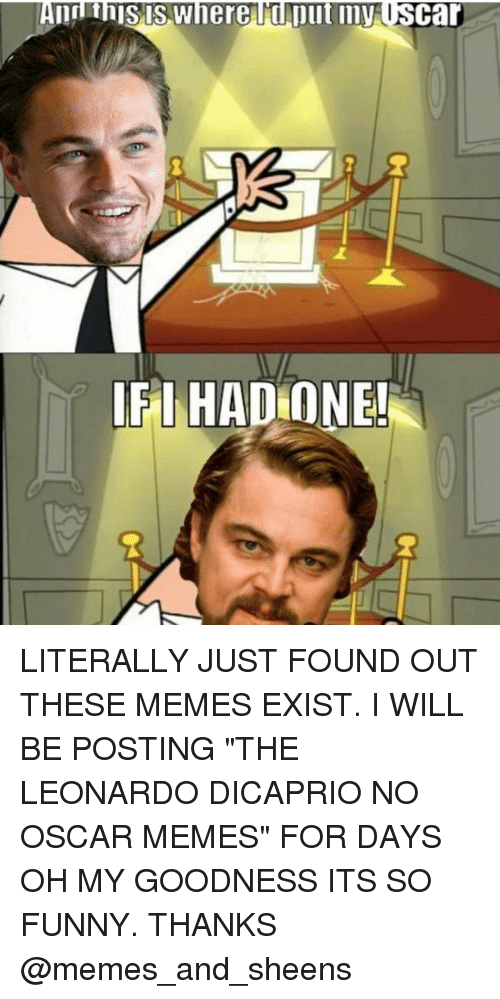 And this is where I'd put my Oscar
IF I HAD ONE!
LITERALLY JUST FOUND OUT
THESE MEMES EXIST. I WILL
BE POSTING "THE
LEONARDO DICAPRIO NO
OSCAR MEMES" FOR DAYS
OH MY GOODNESS ITS SO
FUNNY. THANKS
@memes_and_sheens